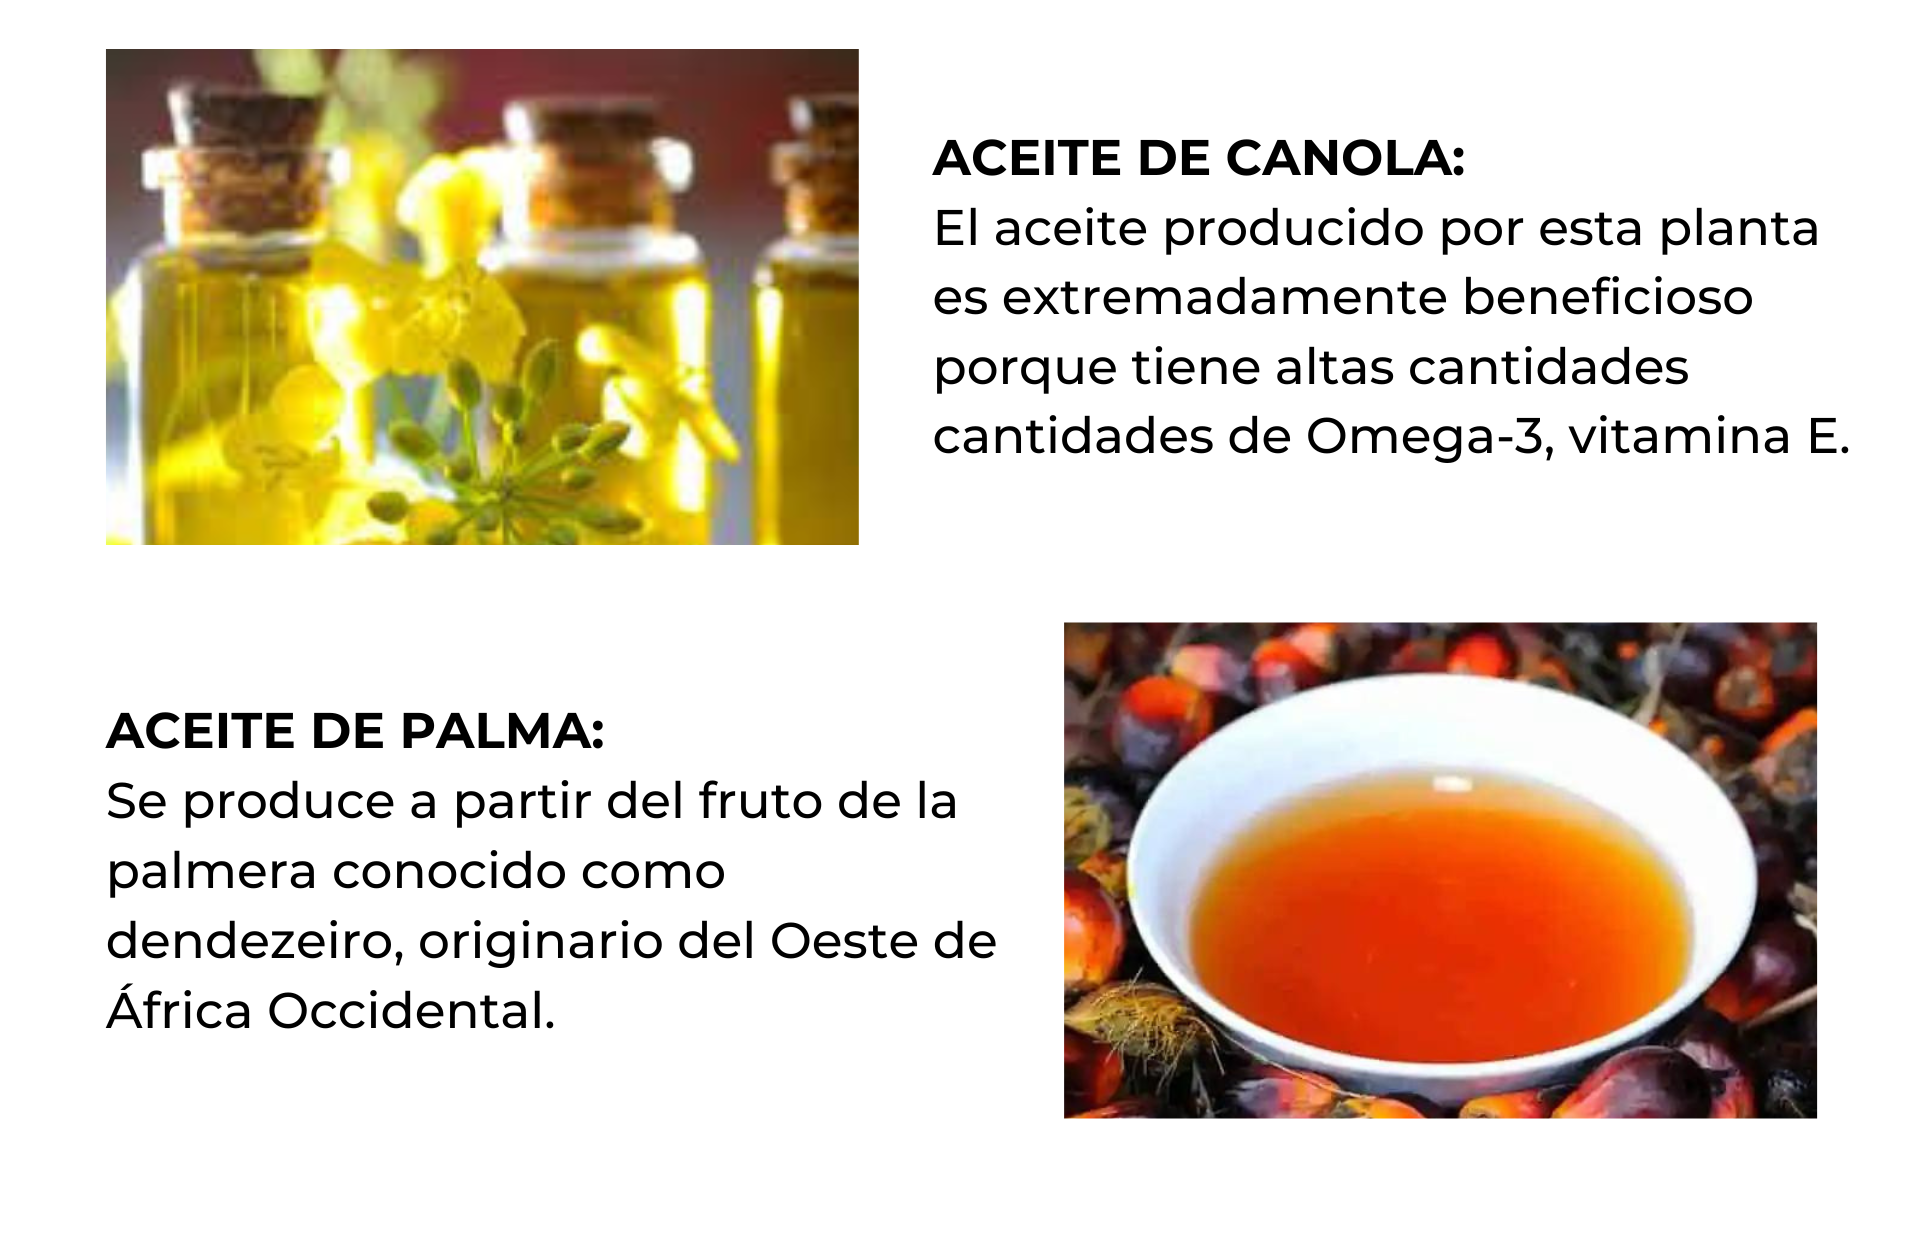 ACEITE DE CANOLA:
El aceite producido por esta planta
es extremadamente beneficioso
porque tiene altas cantidades
cantidades de Omega-3, vitamina E.
ACEITE DE PALMA:
Se produce a partir del fruto de la
palmera conocido como
dendezeiro, originario del Oeste de
África Occidental.